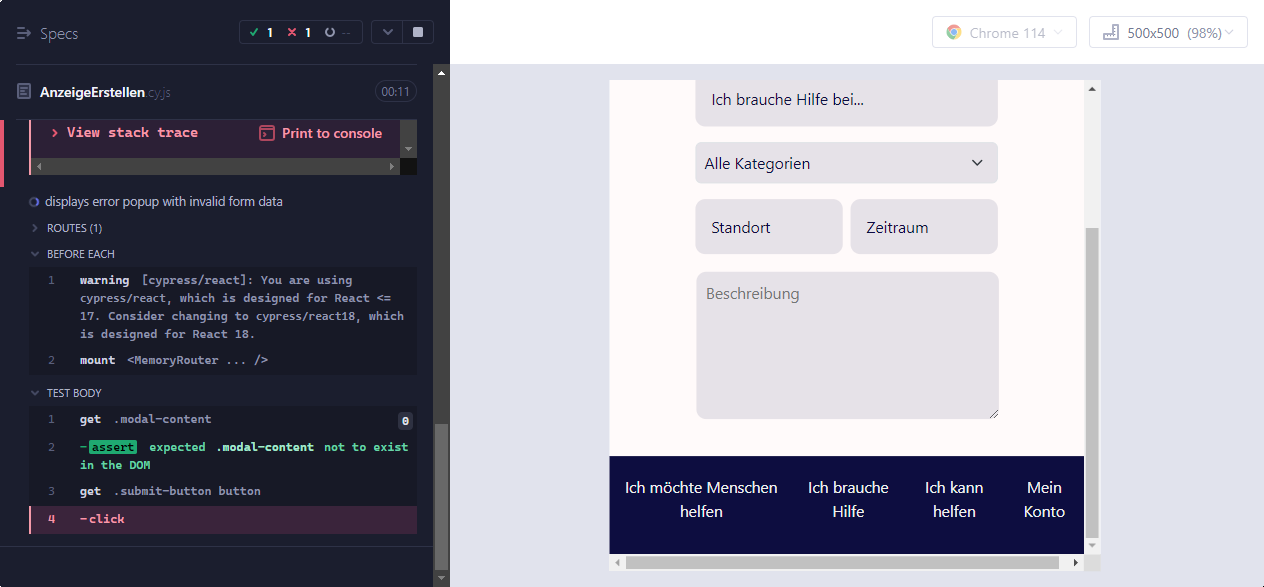 Specs
1
1
--
AnzeigeErstellen.cy.js
00:11
View stack trace
Print to console
displays error popup with invalid form data
ROUTES (1)
BEFORE EACH
1 warning [cypress/react]: You are using
cypress/react, which is designed for React <=
17. Consider changing to cypress/react18, which
is designed for React 18.
2 mount <MemoryRouter ... />
TEST BODY
1 get .modal-content 0
2 -assert expected .modal-content not to exist
in the DOM
3 get .submit-button button
4 -click
Chrome 114
500x500 (98%)
Ich brauche Hilfe bei...
Alle Kategorien
Standort
Zeitraum
Beschreibung
Ich möchte Menschen
helfen
Ich brauche
Hilfe
Ich kann
helfen
Mein
Konto